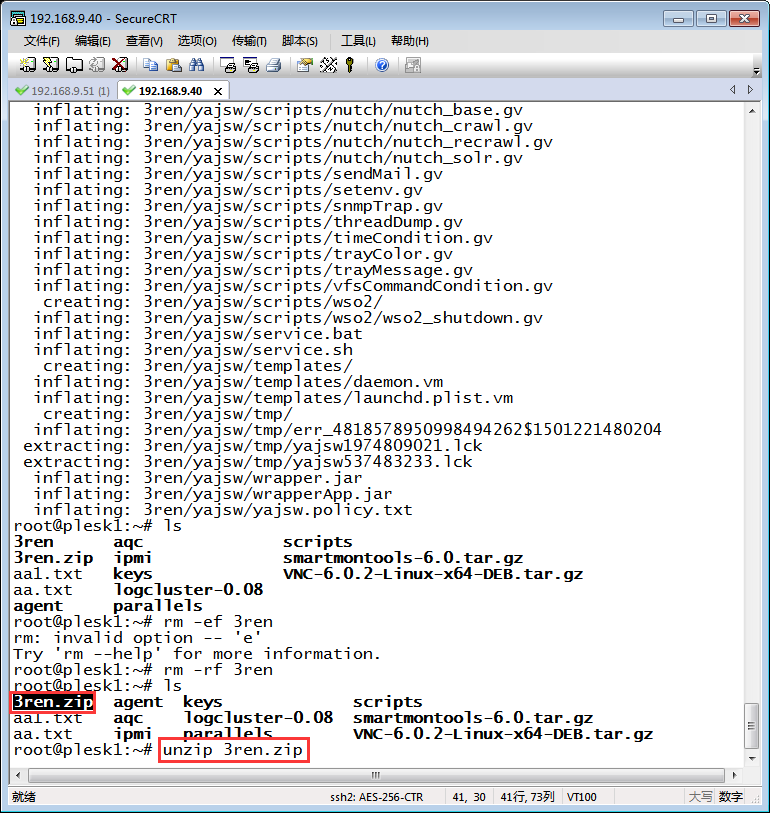 192.168.9.40 - SecureCRT
文件(F) 编辑(E) 查看(V) 选项(O) 传输(T) 脚本(S) 工具(L) 帮助(H)
192.168.9.51 (1) 192.168.9.40
inflating: 3ren/yajsw/scripts/nutch/nutch_base.gv
inflating: 3ren/yajsw/scripts/nutch/nutch_crawl.gv
inflating: 3ren/yajsw/scripts/nutch/nutch_recrawl.gv
inflating: 3ren/yajsw/scripts/nutch/nutch_solr.gv
inflating: 3ren/yajsw/scripts/sendMail.gv
inflating: 3ren/yajsw/scripts/setenv.gv
inflating: 3ren/yajsw/scripts/snmpTrap.gv
inflating: 3ren/yajsw/scripts/threadDump.gv
inflating: 3ren/yajsw/scripts/timeCondition.gv
inflating: 3ren/yajsw/scripts/trayColor.gv
inflating: 3ren/yajsw/scripts/trayMessage.gv
inflating: 3ren/yajsw/scripts/vfsCommandCondition.gv
creating: 3ren/yajsw/scripts/wso2/
inflating: 3ren/yajsw/scripts/wso2/wso2_shutdown.gv
inflating: 3ren/yajsw/service.bat
inflating: 3ren/yajsw/service.sh
creating: 3ren/yajsw/templates/
inflating: 3ren/yajsw/templates/daemon.vm
inflating: 3ren/yajsw/templates/launchd.plist.vm
creating: 3ren/yajsw/tmp/
inflating: 3ren/yajsw/tmp/err_4818578950998494262$1501221480204
extracting: 3ren/yajsw/tmp/yajsw1974809021.lck
extracting: 3ren/yajsw/tmp/yajsw537483233.lck
inflating: 3ren/yajsw/wrapper.jar
inflating: 3ren/yajsw/wrapperApp.jar
inflating: 3ren/yajsw/yajsw.policy.txt
root@plesk1:~# ls
3ren aqc scripts
3ren.zip ipmi smartmontools-6.0.tar.gz
aa1.txt keys VNC-6.0.2-Linux-x64-DEB.tar.gz
aa.txt logcluster-0.08
agent parallels
root@plesk1:~# rm -ef 3ren
rm: invalid option -- 'e'
Try 'rm --help' for more information.
root@plesk1:~# rm -rf 3ren
root@plesk1:~# ls
3ren.zip agent keys scripts
aa1.txt aqc logcluster-0.08 smartmontools-6.0.tar.gz
aa.txt ipmi parallels VNC-6.0.2-Linux-x64-DEB.tar.gz
root@plesk1:~# unzip 3ren.zip
就绪 ssh2: AES-256-CTR 41, 30 41行, 73列 VT100 大写 数字